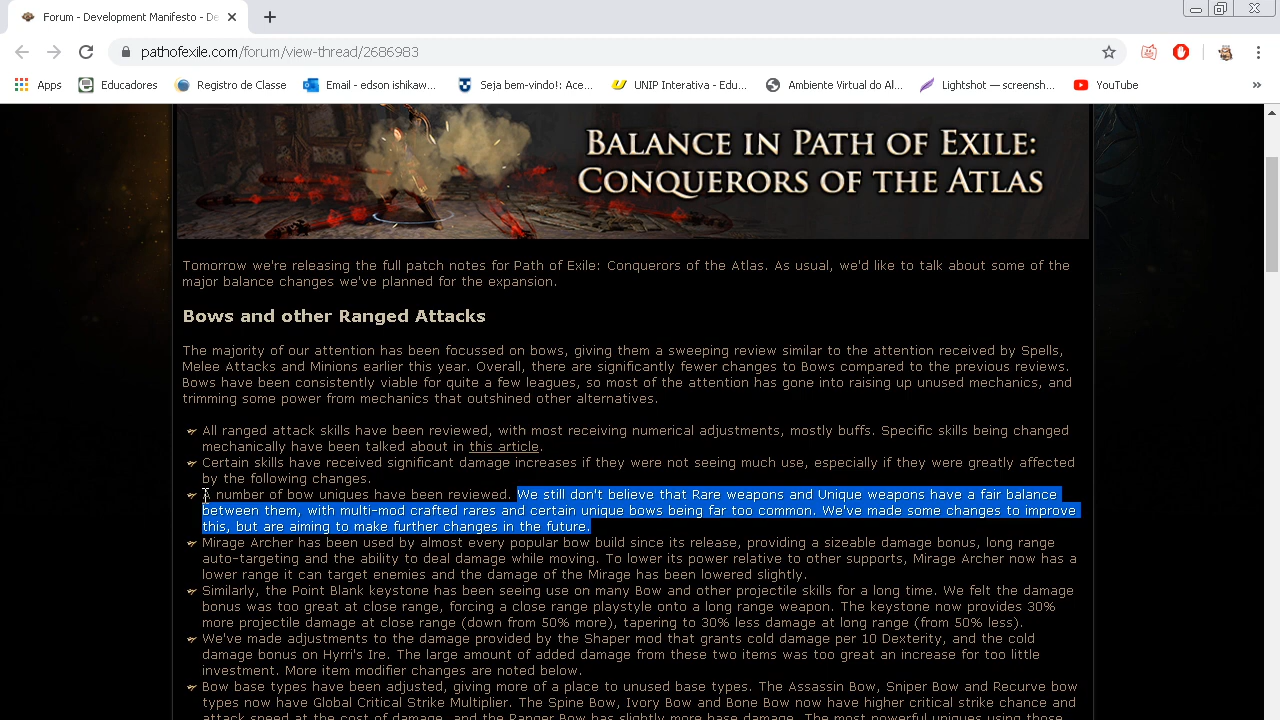 Forum - Development Manifesto - De
pathofexile.com/forum/view-thread/2686983
Apps Educadores Registro de Classe Email - edson ishikaw... Seja bem-vindo!: Ace... UNIP Interativa - Edu... Ambiente Virtual do Al... Lightshot — screensh... YouTube »
Balance in Path of Exile:
Conquerors of the Atlas
Tomorrow we're releasing the full patch notes for Path of Exile: Conquerors of the Atlas. As usual, we'd like to talk about some of the
major balance changes we've planned for the expansion.
Bows and other Ranged Attacks
The majority of our attention has been focussed on bows, giving them a sweeping review similar to the attention received by Spells,
Melee Attacks and Minions earlier this year. Overall, there are significantly fewer changes to Bows compared to the previous reviews.
Bows have been consistently viable for quite a few leagues, so most of the attention has gone into raising up unused mechanics, and
trimming some power from mechanics that outshined other alternatives.
All ranged attack skills have been reviewed, with most receiving numerical adjustments, mostly buffs. Specific skills being changed
mechanically have been talked about in this article.
Certain skills have received significant damage increases if they were not seeing much use, especially if they were greatly affected
by the following changes.
A number of bow uniques have been reviewed. We still don't believe that Rare weapons and Unique weapons have a fair balance
between them, with multi-mod crafted rares and certain unique bows being far too common. We've made some changes to improve
this, but are aiming to make further changes in the future.
Mirage Archer has been used by almost every popular bow build since its release, providing a sizeable damage bonus, long range
auto-targeting and the ability to deal damage while moving. To lower its power relative to other supports, Mirage Archer now has a
lower range it can target enemies and the damage of the Mirage has been lowered slightly.
Similarly, the Point Blank keystone has been seeing use on many Bow and other projectile skills for a long time. We felt the damage
bonus was too great at close range, forcing a close range playstyle onto a long range weapon. The keystone now provides 30%
more projectile damage at close range (down from 50% more), tapering to 30% less damage at long range (from 50% less).
We've made adjustments to the damage provided by the Shaper mod that grants cold damage per 10 Dexterity, and the cold
damage bonus on Hyrri's Ire. The large amount of added damage from these two items was too great an increase for too little
investment. More item modifier changes are noted below.
Bow base types have been adjusted, giving more of a place to unused base types. The Assassin Bow, Sniper Bow and Recurve bow
types now have Global Critical Strike Multiplier. The Spine Bow, Ivory Bow and Bone Bow now have higher critical strike chance and
attack speed at the cost of damage, and the Ranger Bow has slightly more base damage. The most powerful uniques using those